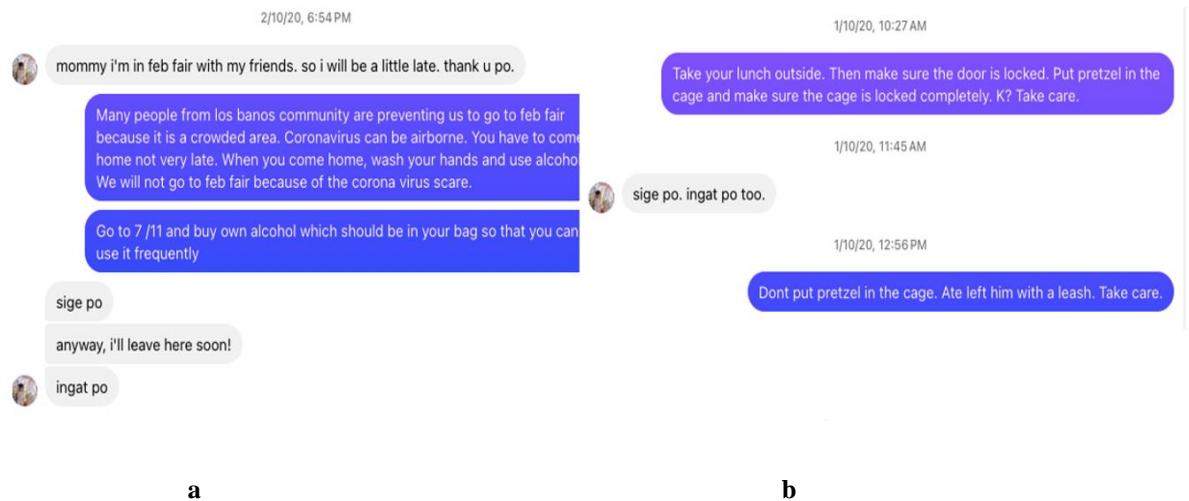 2/10/20, 6:54 PM
mommy i'm in feb fair with my friends. so i will be a little late. thank u po.
Many people from los banos community are preventing us to go to feb fair
because it is a crowded area. Coronavirus can be airborne. You have to come
home not very late. When you come home, wash your hands and use alcoho
We will not go to feb fair because of the corona virus scare.
Go to 7 /11 and buy own alcohol which should be in your bag so that you can
use it frequently
sige po
anyway, i'll leave here soon!
ingat po
a
1/10/20, 10:27 AM
Take your lunch outside. Then make sure the door is locked. Put pretzel in the
cage and make sure the cage is locked completely. K? Take care.
1/10/20, 11:45 AM
sige po. ingat po too.
1/10/20, 12:56 PM
Dont put pretzel in the cage. Ate left him with a leash. Take care.
b